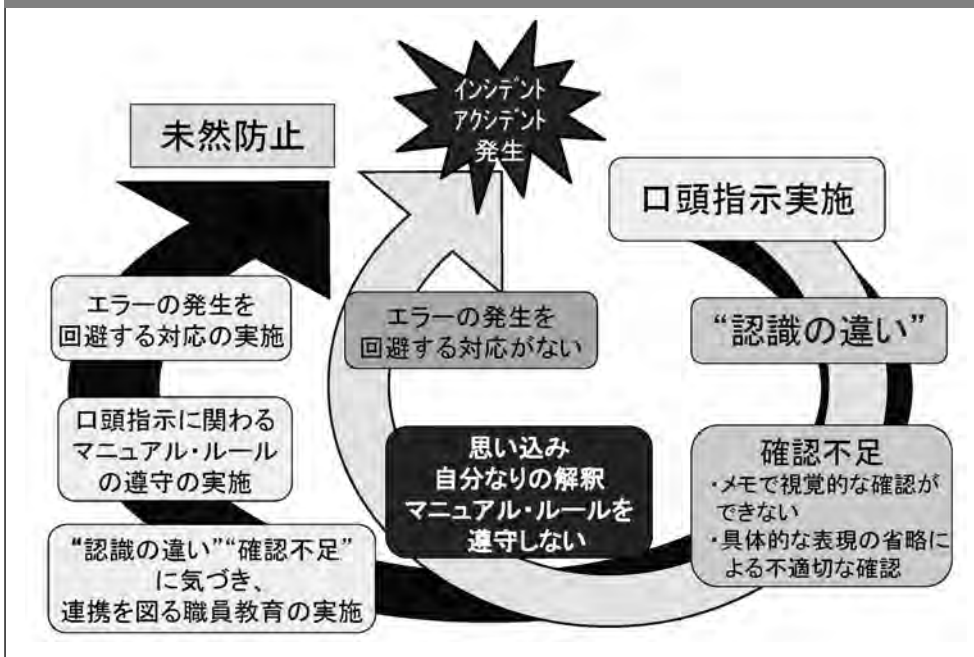 インシデント
アクシデント
発生
未然防止
口頭指示実施
エラーの発生を
回避する対応の実施
エラーの発生を
回避する対応がない
“認識の違い”
口頭指示に関わる
マニュアル・ルール
の遵守の実施
思い込み
自分なりの解釈
マニュアル・ルールを
遵守しない
確認不足
・メモで視覚的な確認が
できない
・具体的な表現の省略に
よる不適切な確認
“認識の違い”“確認不足”
に気づき、
連携を図る職員教育の実施